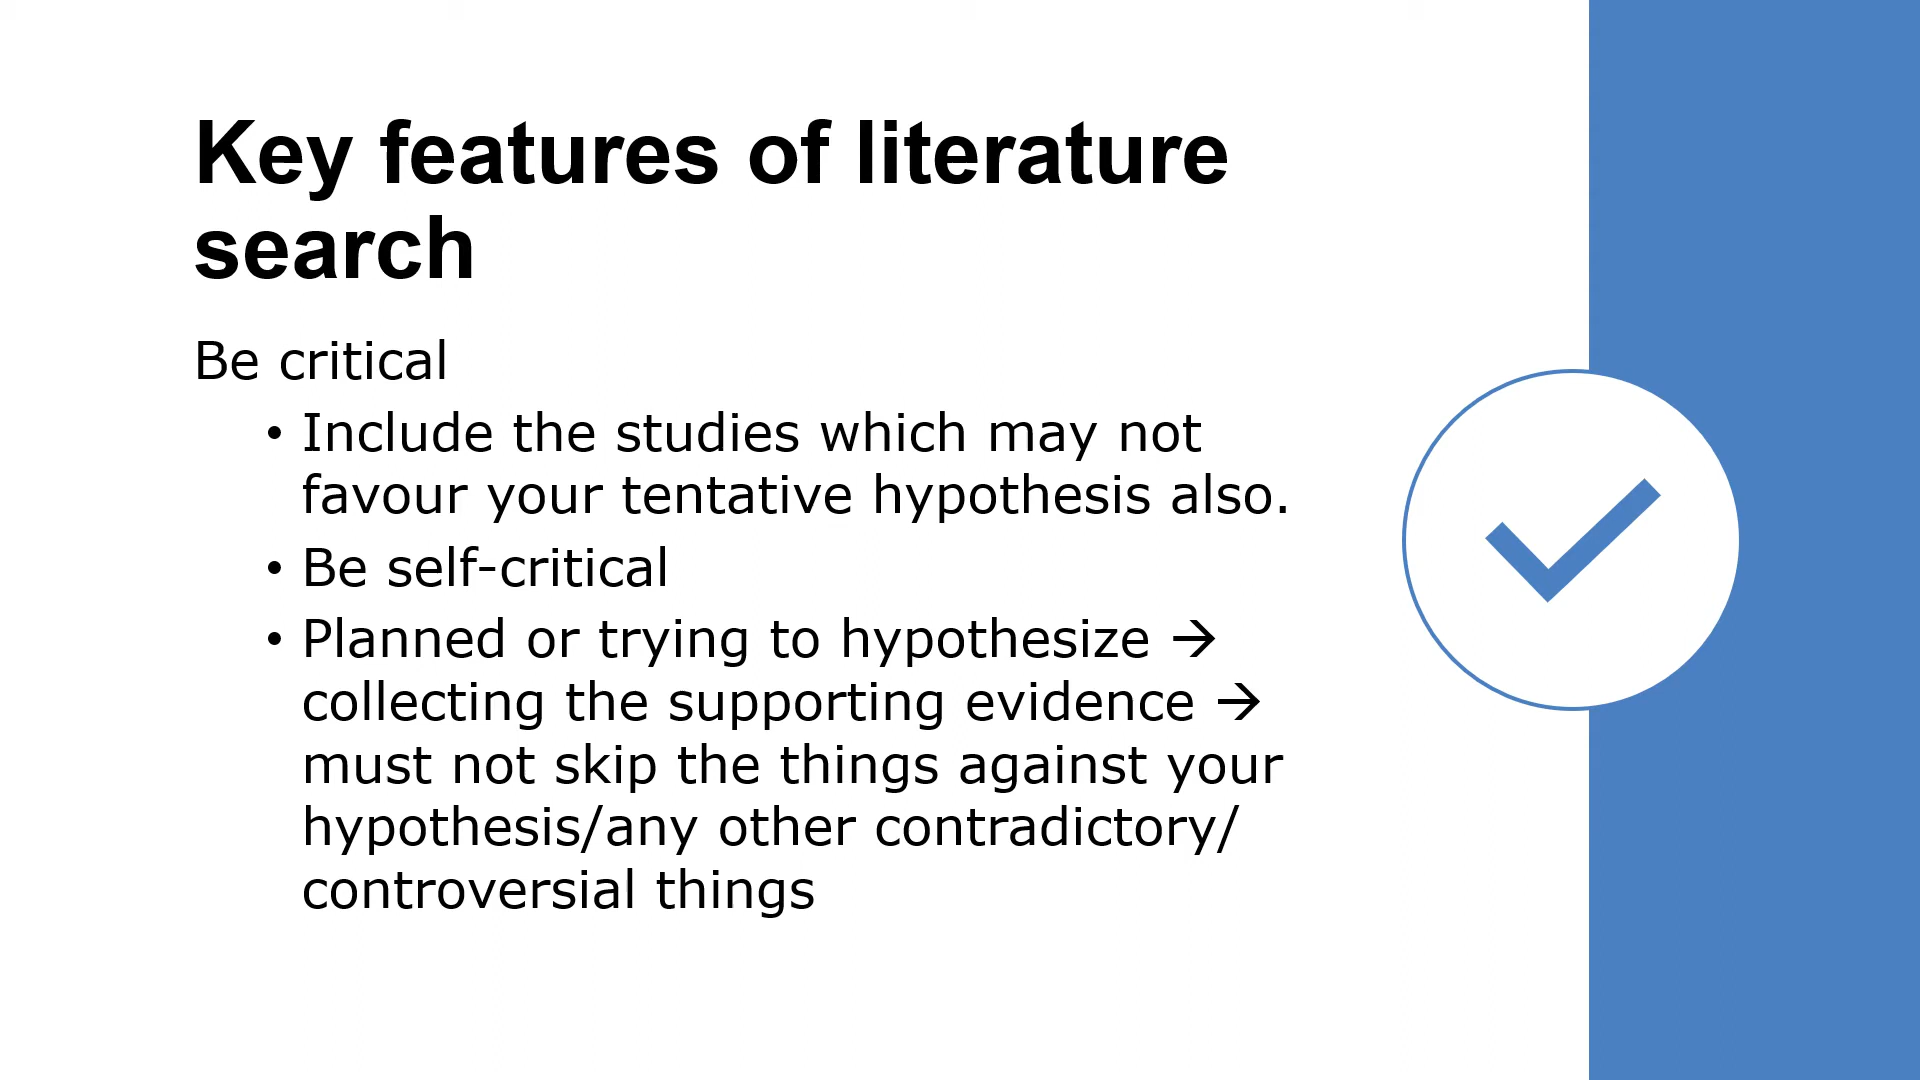 Key features of literature
search
Be critical
• Include the studies which may not
favour your tentative hypothesis also.
• Be self-critical
• Planned or trying to hypothesize →
collecting the supporting evidence →
must not skip the things against your
hypothesis/any other contradictory/
controversial things